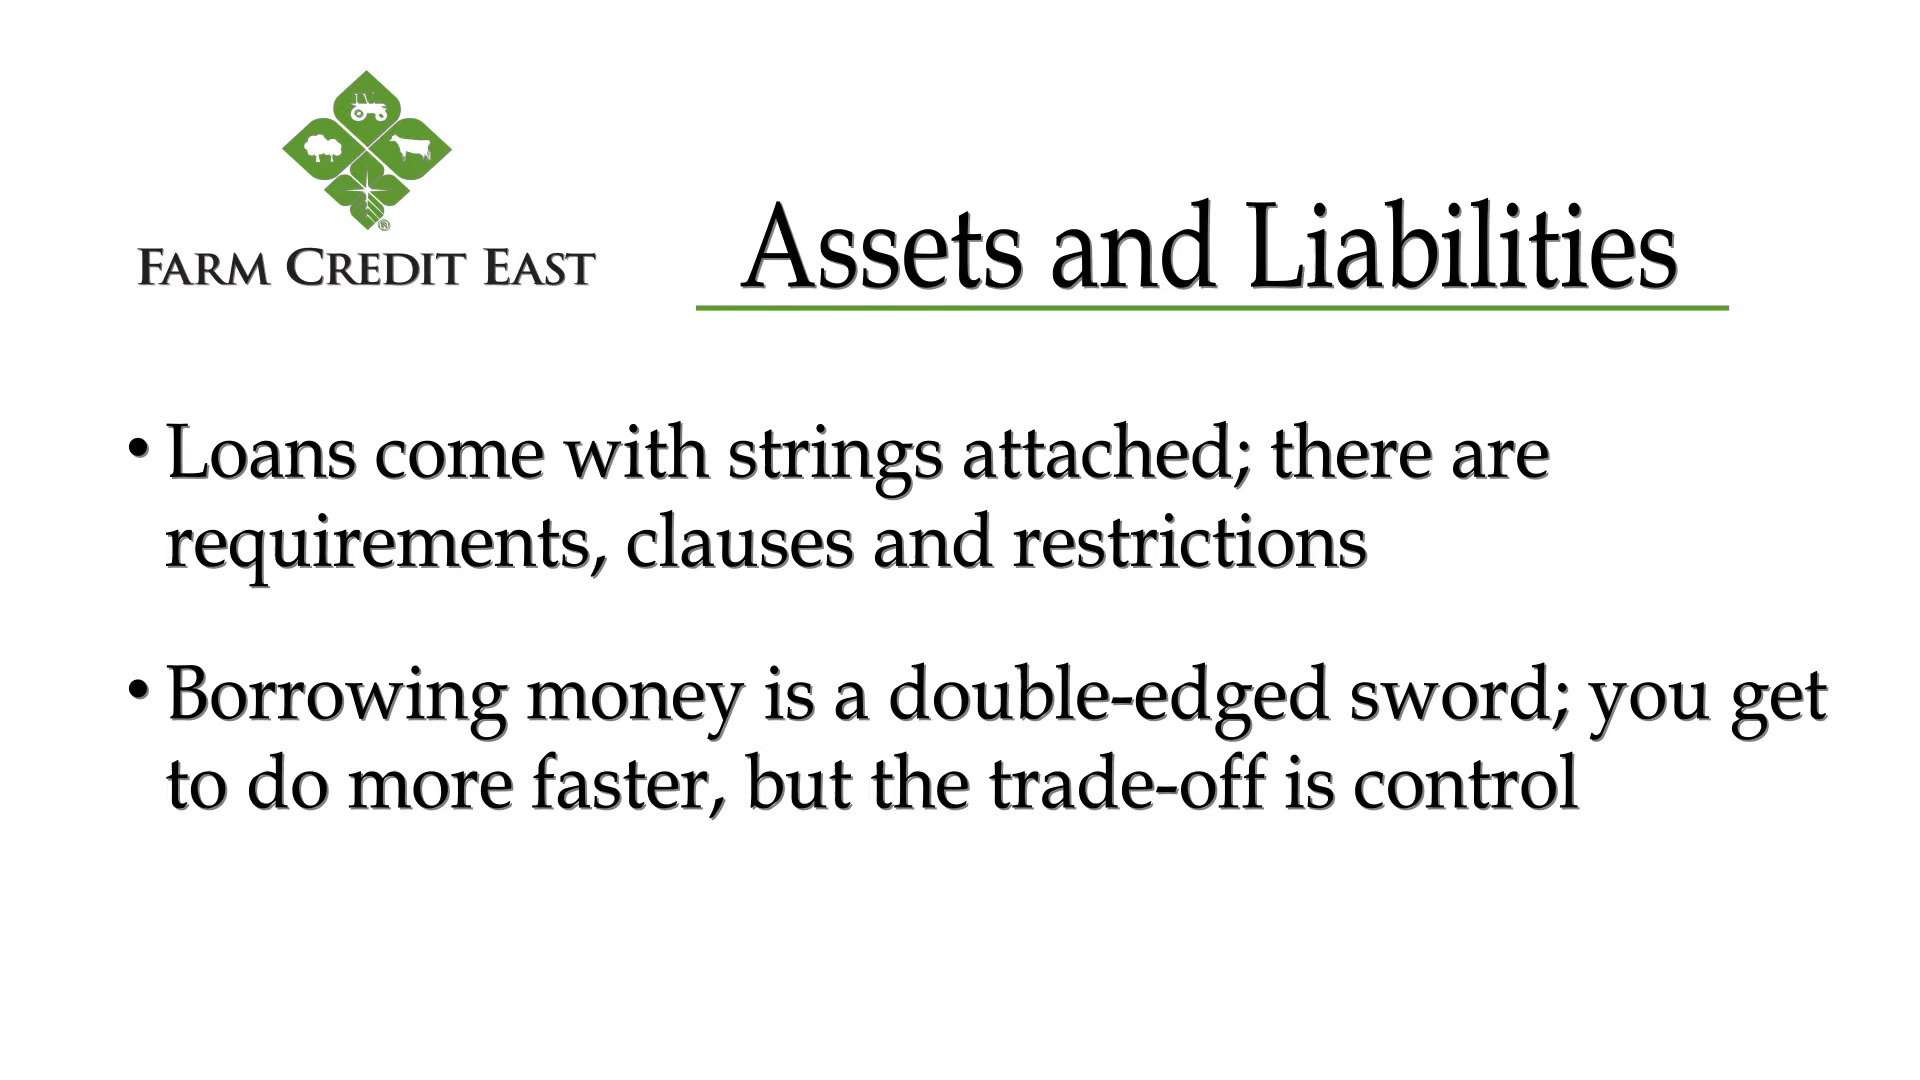 FARM CREDIT EAST
Assets and Liabilities
• Loans come with strings attached; there are
requirements, clauses and restrictions
• Borrowing money is a double-edged sword; you get
to do more faster, but the trade-off is control